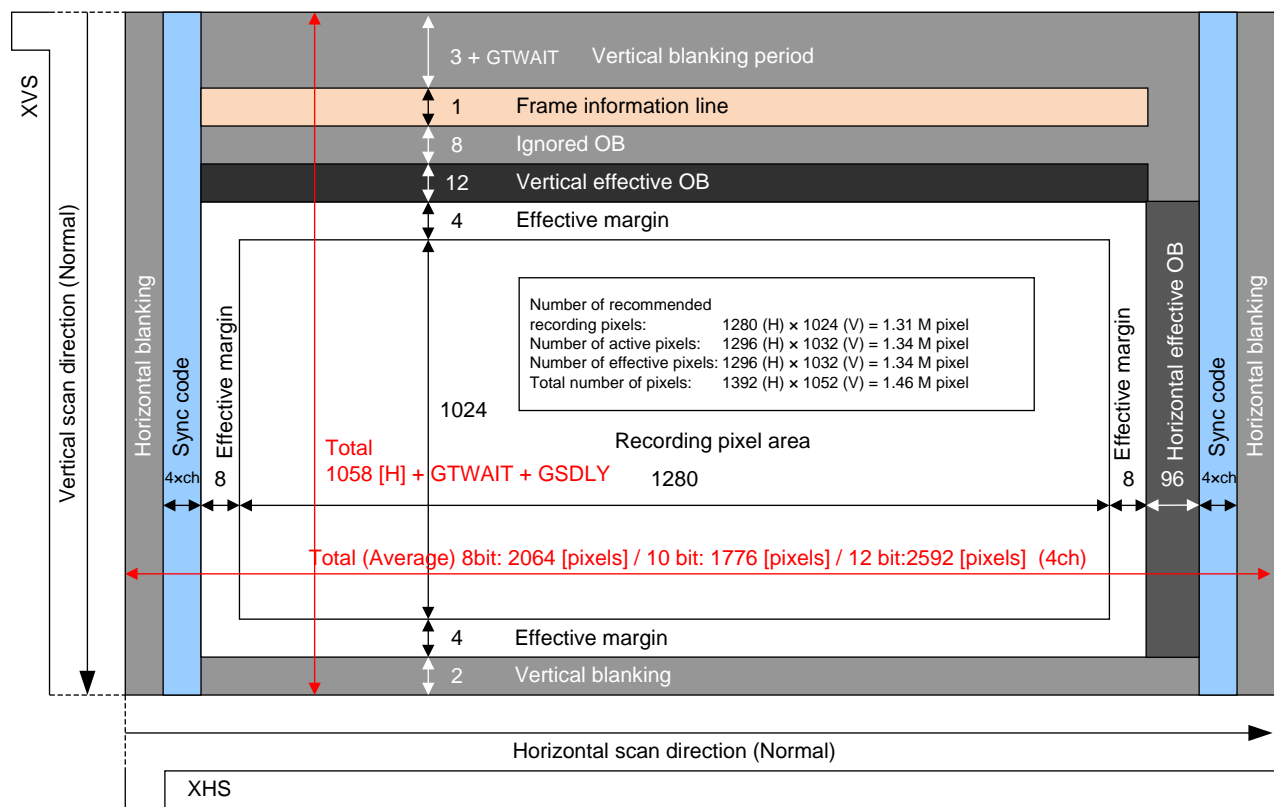 XVS
Vertical scan direction (Normal)
Horizontal blanking
Sync code
4×ch
3 + GTWAIT Vertical blanking period
1 Frame information line
8 Ignored OB
12 Vertical effective OB
4 Effective margin
Number of recommended
recording pixels: 1280 (H) × 1024 (V) = 1.31 M pixel
Number of active pixels: 1296 (H) × 1032 (V) = 1.34 M pixel
Number of effective pixels: 1296 (H) × 1032 (V) = 1.34 M pixel
Total number of pixels: 1392 (H) × 1052 (V) = 1.46 M pixel
Effective margin
8
1024
Recording pixel area
1280
Total
1058 [H] + GTWAIT + GSDLY
Effective margin
8
Horizontal effective OB
96
Sync code
4×ch
Horizontal blanking
Total (Average) 8bit: 2064 [pixels] / 10 bit: 1776 [pixels] / 12 bit:2592 [pixels] (4ch)
4 Effective margin
2 Vertical blanking
Horizontal scan direction (Normal)
XHS